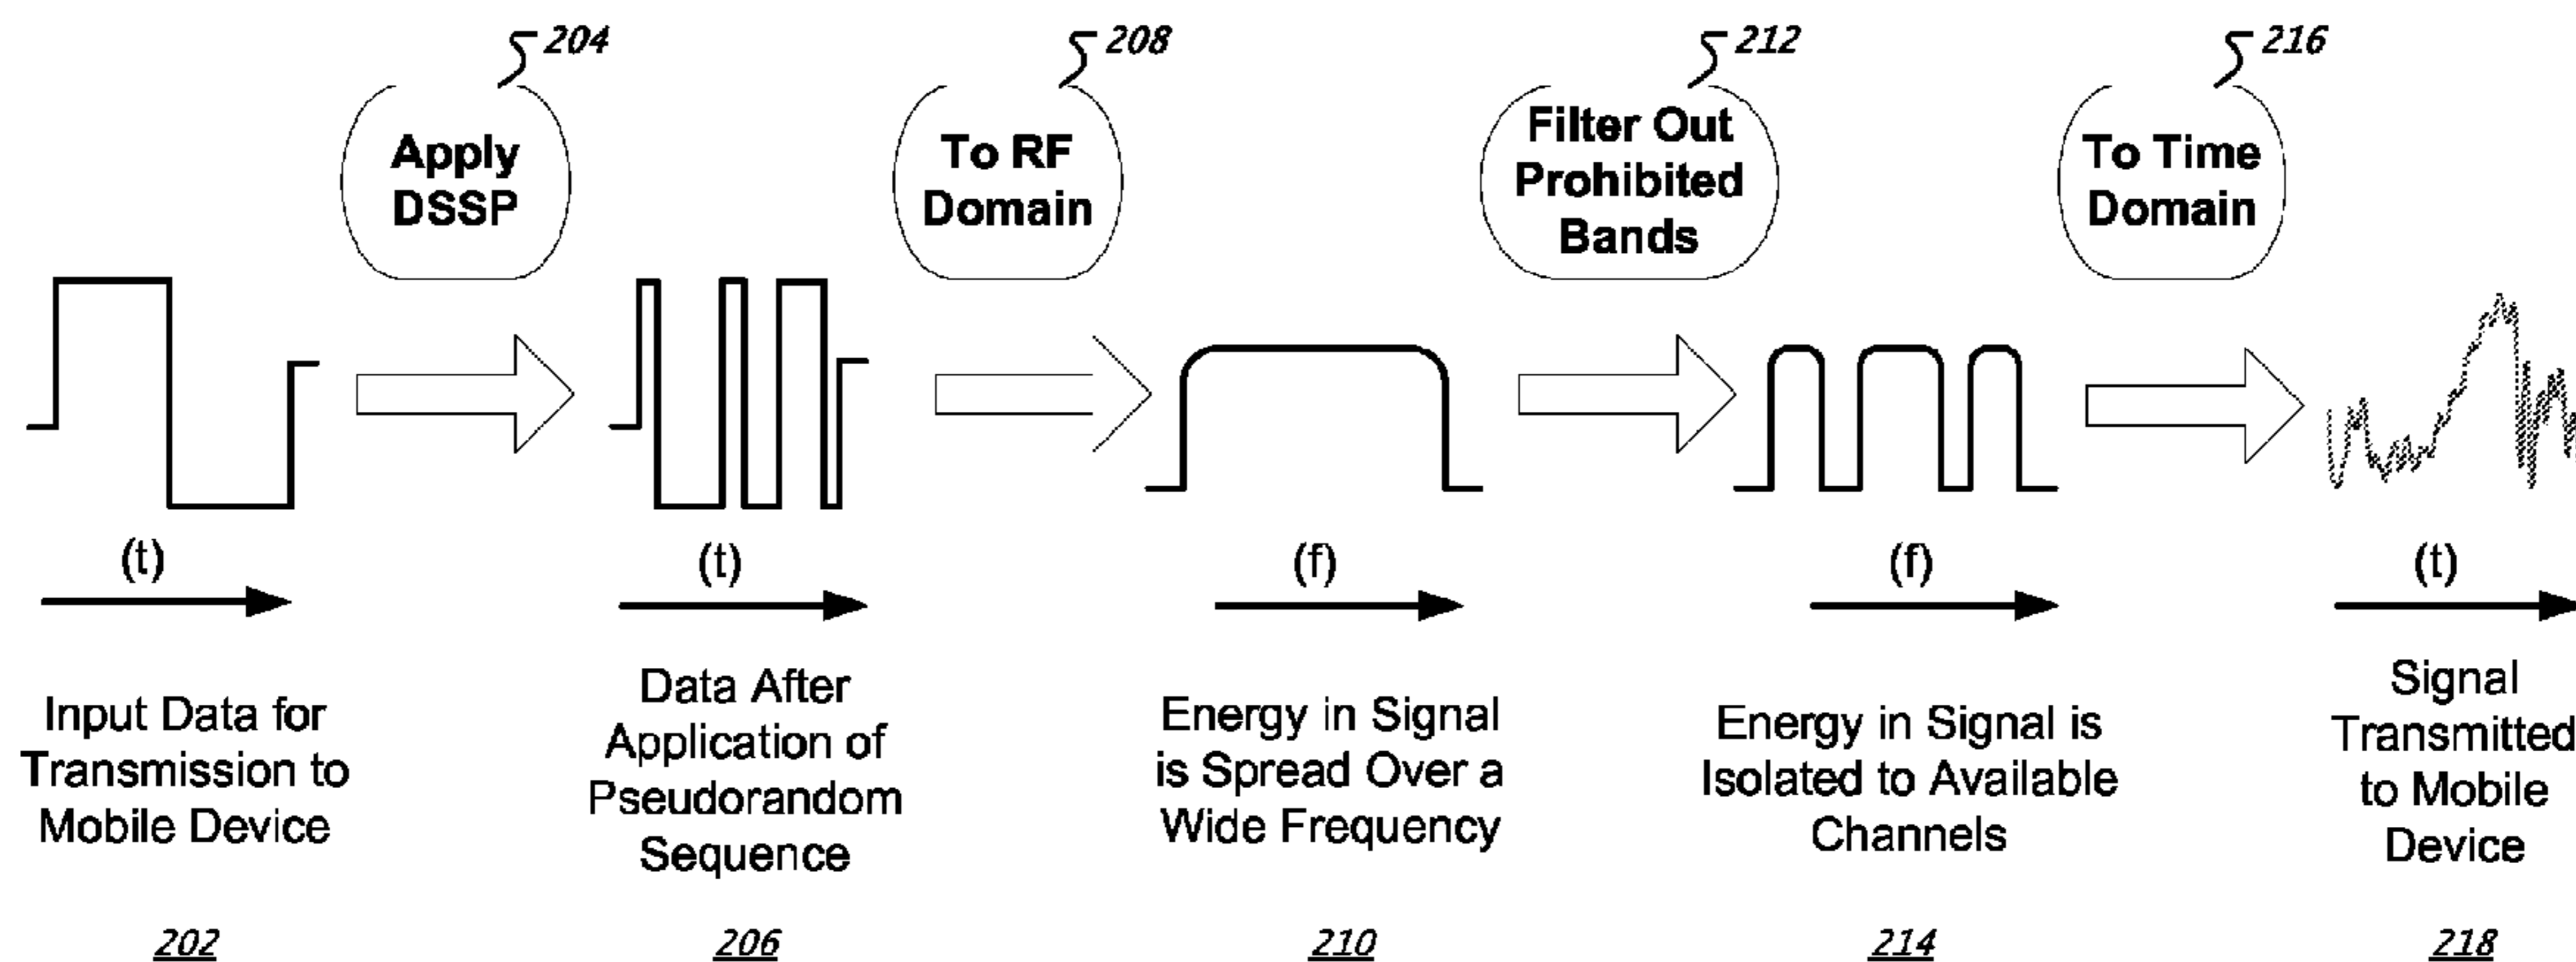 204
208
212
216
Apply
DSSP
To RF
Domain
Filter Out
Prohibited
Bands
To Time
Domain
(t)
(t)
(f)
(f)
(t)
Input Data for
Transmission to
Mobile Device
Data After
Application of
Pseudorandom
Sequence
Energy in Signal
is Spread Over a
Wide Frequency
Energy in Signal is
Isolated to Available
Channels
Signal
Transmitted
to Mobile
Device
202
206
210
214
218